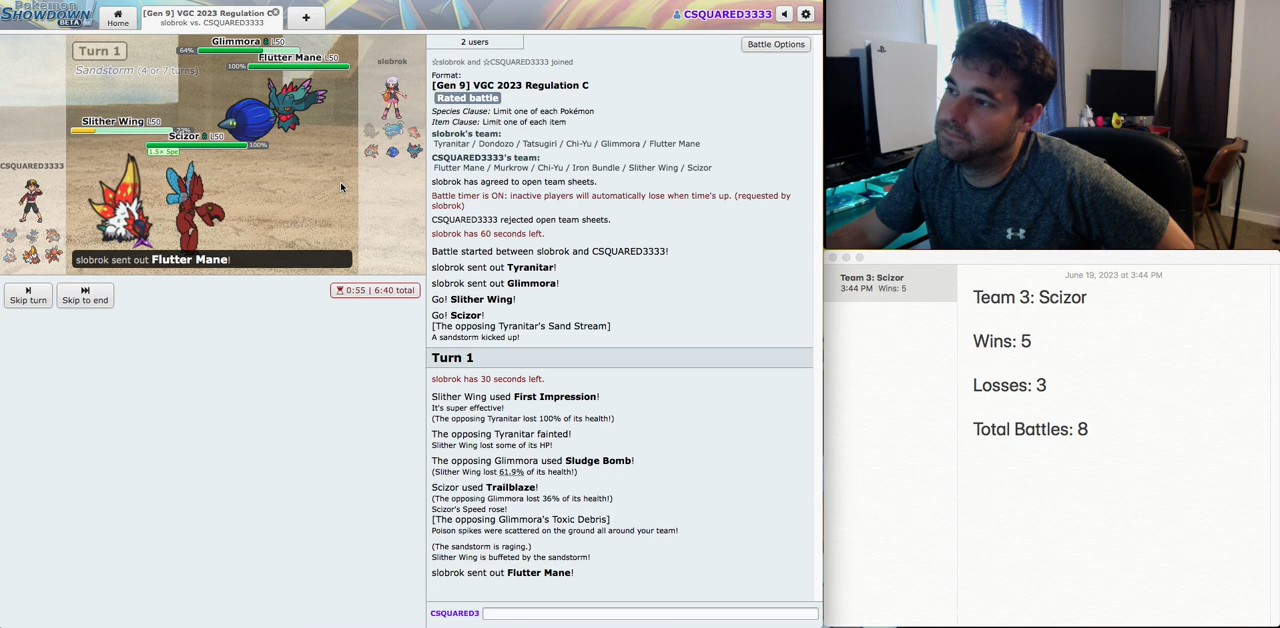 Pokémon
SHOWDOWN
BETA
Home
[Gen 9] VGC 2023 Regulation C
slobrok vs. CSQUARED3333
+
CSQUARED3333
Turn 1
Sandstorm (4 or 7 turns)
Glimmora L50
64%
Flutter Mane L50
100%
slobrok
Slither Wing L50
Scizor L50
100%
1.5× Spe
CSQUARED3333
slobrok sent out Flutter Mane!
Skip turn
Skip to end
0:55 | 6:40 total
2 users
Battle Options
☆slobrok and ☆CSQUARED3333 joined
Format:
[Gen 9] VGC 2023 Regulation C
Rated battle
Species Clause: Limit one of each Pokémon
Item Clause: Limit one of each item
slobrok's team:
Tyranitar / Dondozo / Tatsugiri / Chi-Yu / Glimmora / Flutter Mane
CSQUARED3333's team:
Flutter Mane / Murkrow / Chi-Yu / Iron Bundle / Slither Wing / Scizor
slobrok has agreed to open team sheets.
Battle timer is ON: inactive players will automatically lose when time's up. (requested by
slobrok)
CSQUARED3333 rejected open team sheets.
slobrok has 60 seconds left.
Battle started between slobrok and CSQUARED3333!
slobrok sent out Tyranitar!
slobrok sent out Glimmora!
Go! Slither Wing!
Go! Scizor!
[The opposing Tyranitar's Sand Stream]
A sandstorm kicked up!
Turn 1
slobrok has 30 seconds left.
Slither Wing used First Impression!
It's super effective!
(The opposing Tyranitar lost 100% of its health!)
The opposing Tyranitar fainted!
Slither Wing lost some of its HP!
The opposing Glimmora used Sludge Bomb!
(Slither Wing lost 61.9% of its health!)
Scizor used Trailblaze!
(The opposing Glimmora lost 36% of its health!)
Scizor's Speed rose!
[The opposing Glimmora's Toxic Debris]
Poison spikes were scattered on the ground all around your team!
(The sandstorm is raging.)
Slither Wing is buffeted by the sandstorm!
slobrok sent out Flutter Mane!
CSQUARED3
Team 3: Scizor
3:44 PM Wins: 5
June 19, 2023 at 3:44 PM
Team 3: Scizor
Wins: 5
Losses: 3
Total Battles: 8